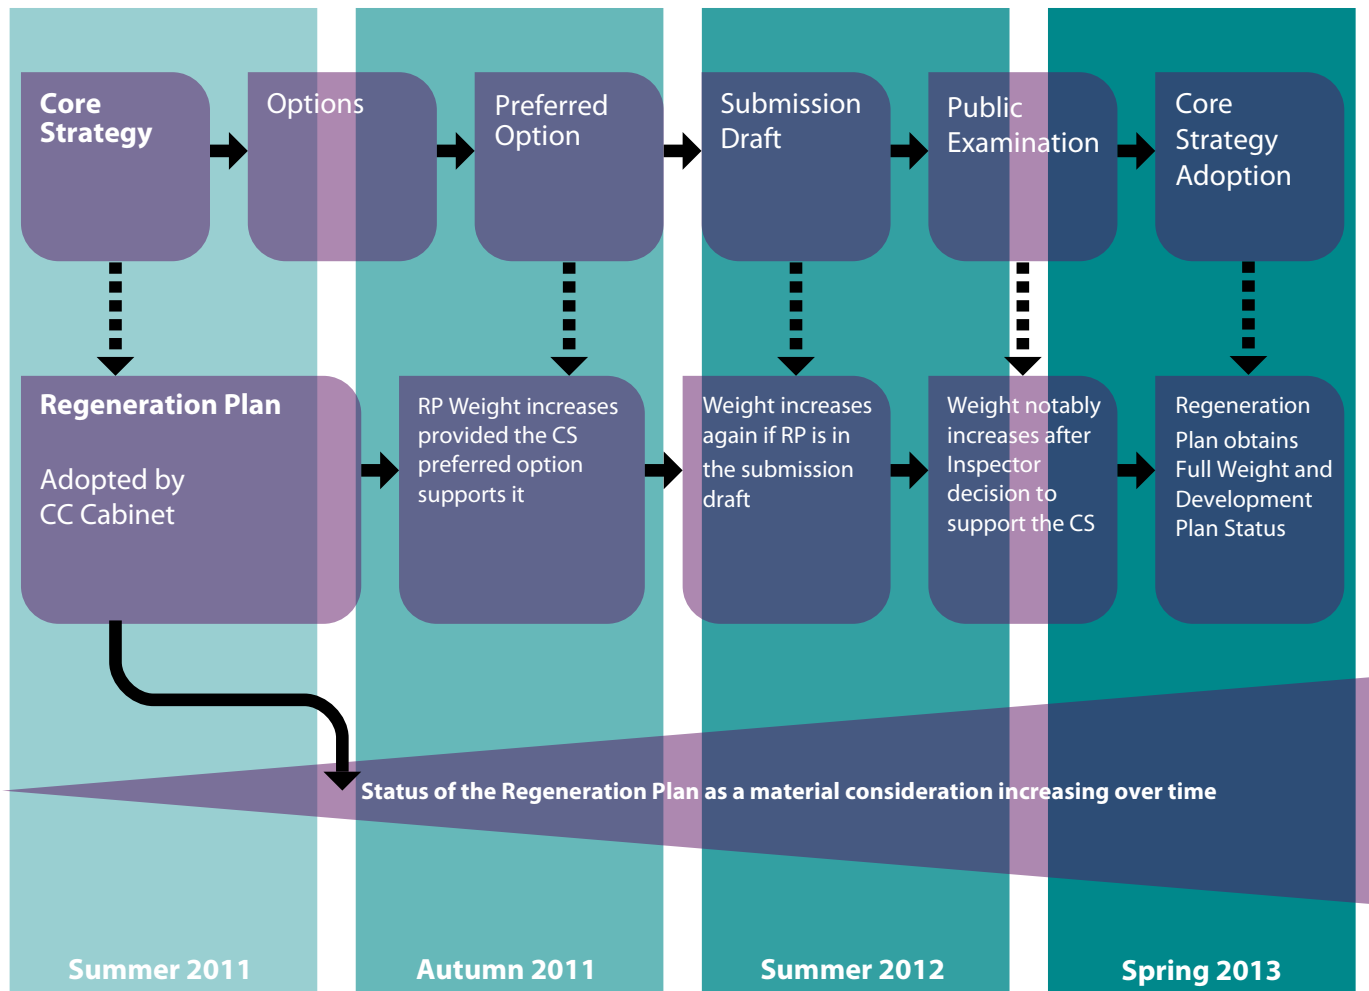 Core
Strategy
Options
Preferred
Option
Submission
Draft
Public
Examination
Core
Strategy
Adoption
Regeneration Plan
Adopted by
CC Cabinet
RP Weight increases
provided the CS
preferred option
supports it
Weight increases
again if RP is in
the submission
draft
Weight notably
increases after
Inspector
decision to
support the CS
Regeneration
Plan obtains
Full Weight and
Development
Plan Status
Status of the Regeneration Plan as a material consideration increasing over time
Summer 2011
Autumn 2011
Summer 2012
Spring 2013